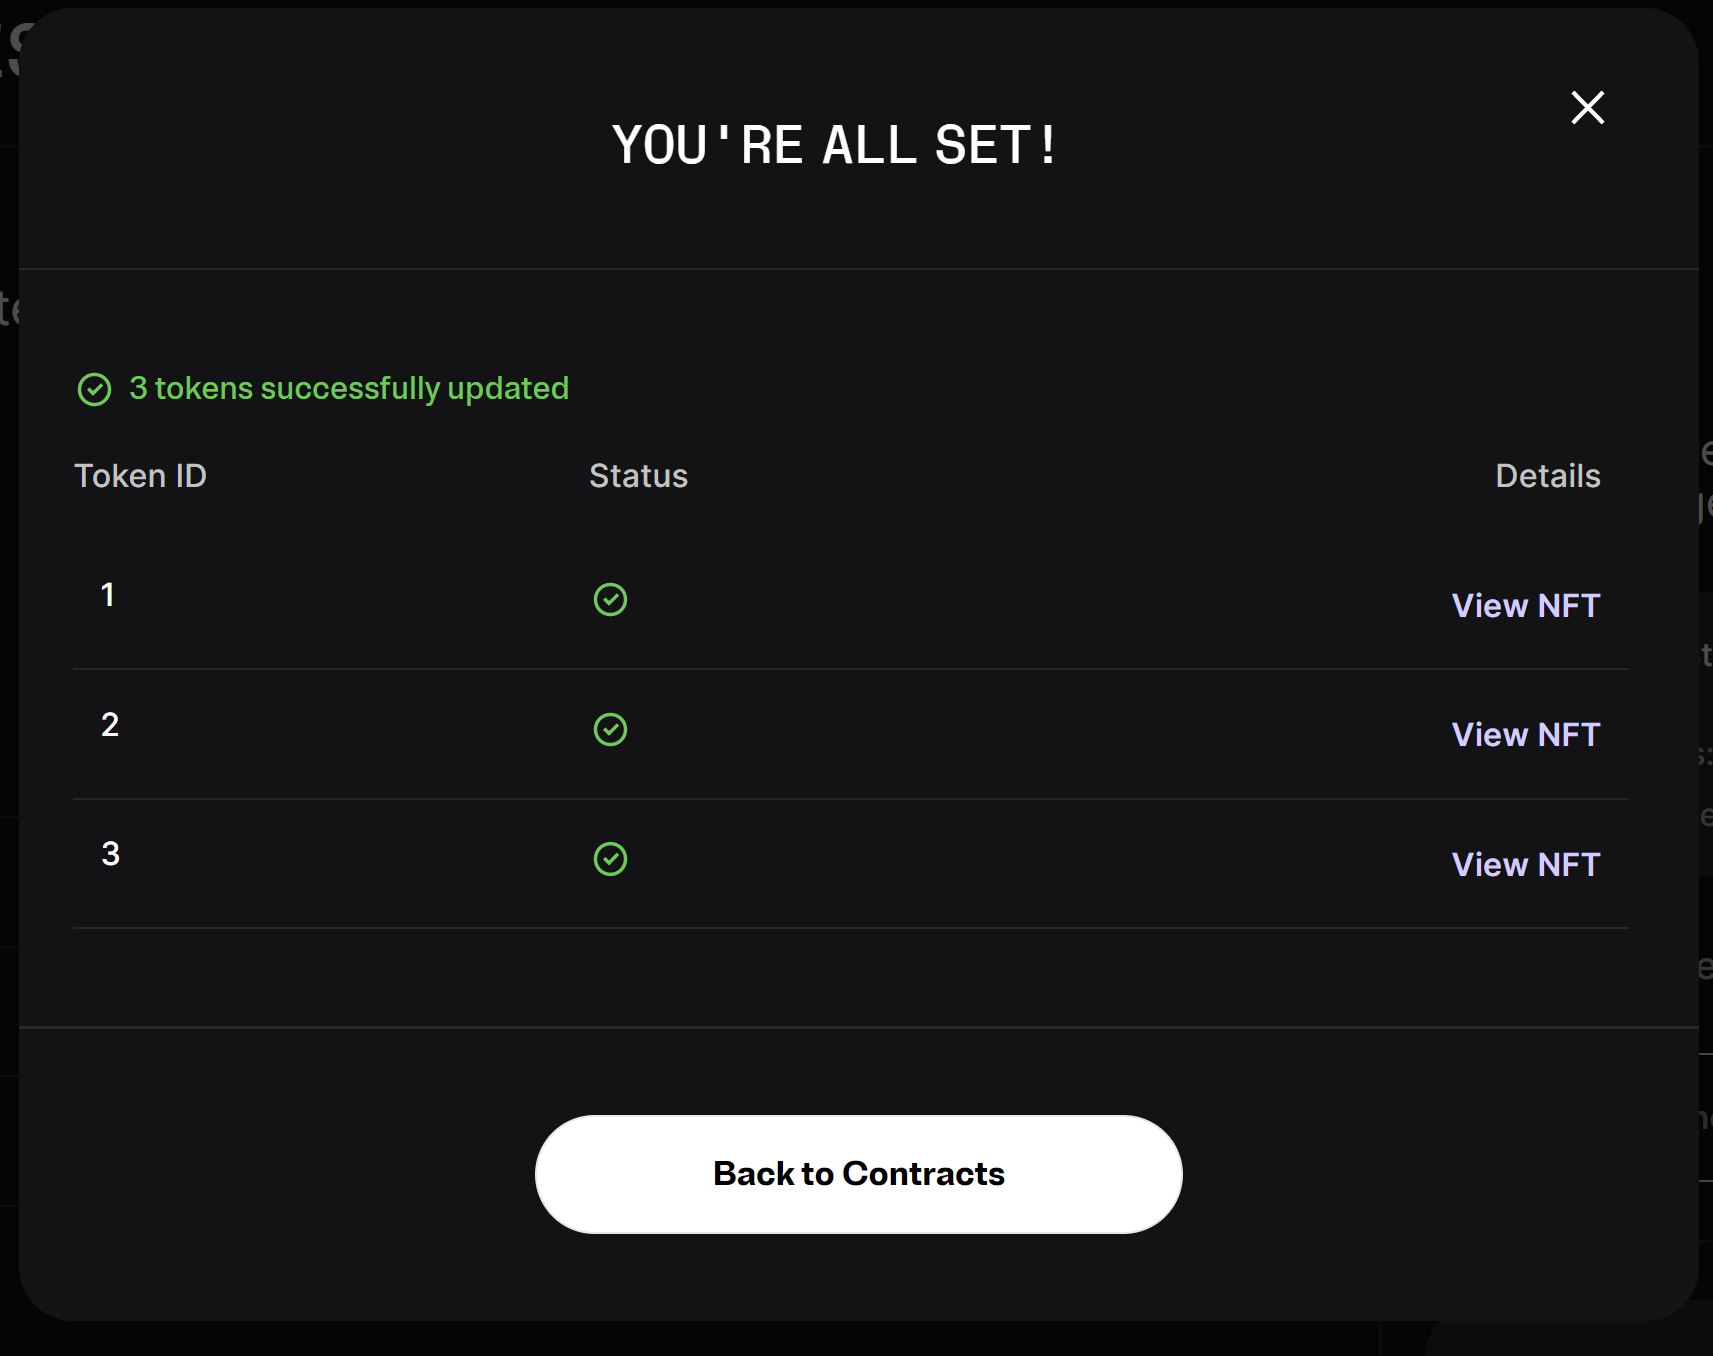 YOU'RE ALL SET!
3 tokens successfully updated
Token ID Status Details
1 View NFT
2 View NFT
3 View NFT
Back to Contracts